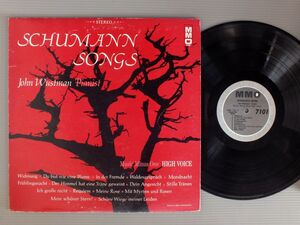 STEREO
MMO
SCHUMANN
SONGS
John Wustman Pianist
Music Minus One HIGH VOICE
Widmung • Du bist wie eine Blume • In der Fremde • Waldesgespräch • Mondnacht
Frühlingsnacht • Der Himmel hat eine Träne geweint • Dein Angesicht • Stille Tränen
Ich grolle nicht • Requiem • Meine Rose • Mit Myrten und Rosen
Mein schöner Stern! • Schöne Wiege meiner Leiden
MMO
7101